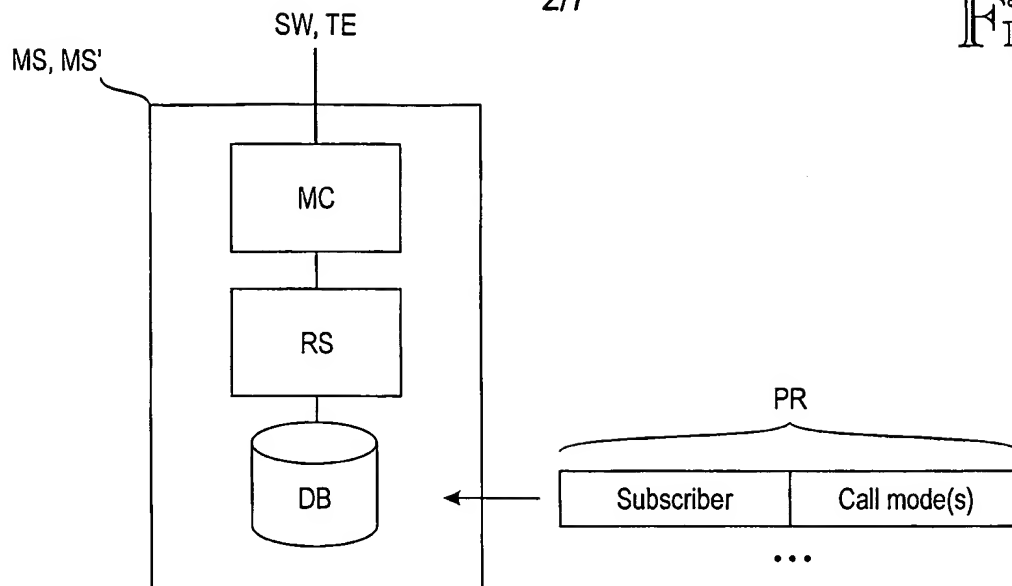 2/7
SW, TE
MS, MS'
MC
RS
PR
DB
Subscriber
Call mode(s)
...